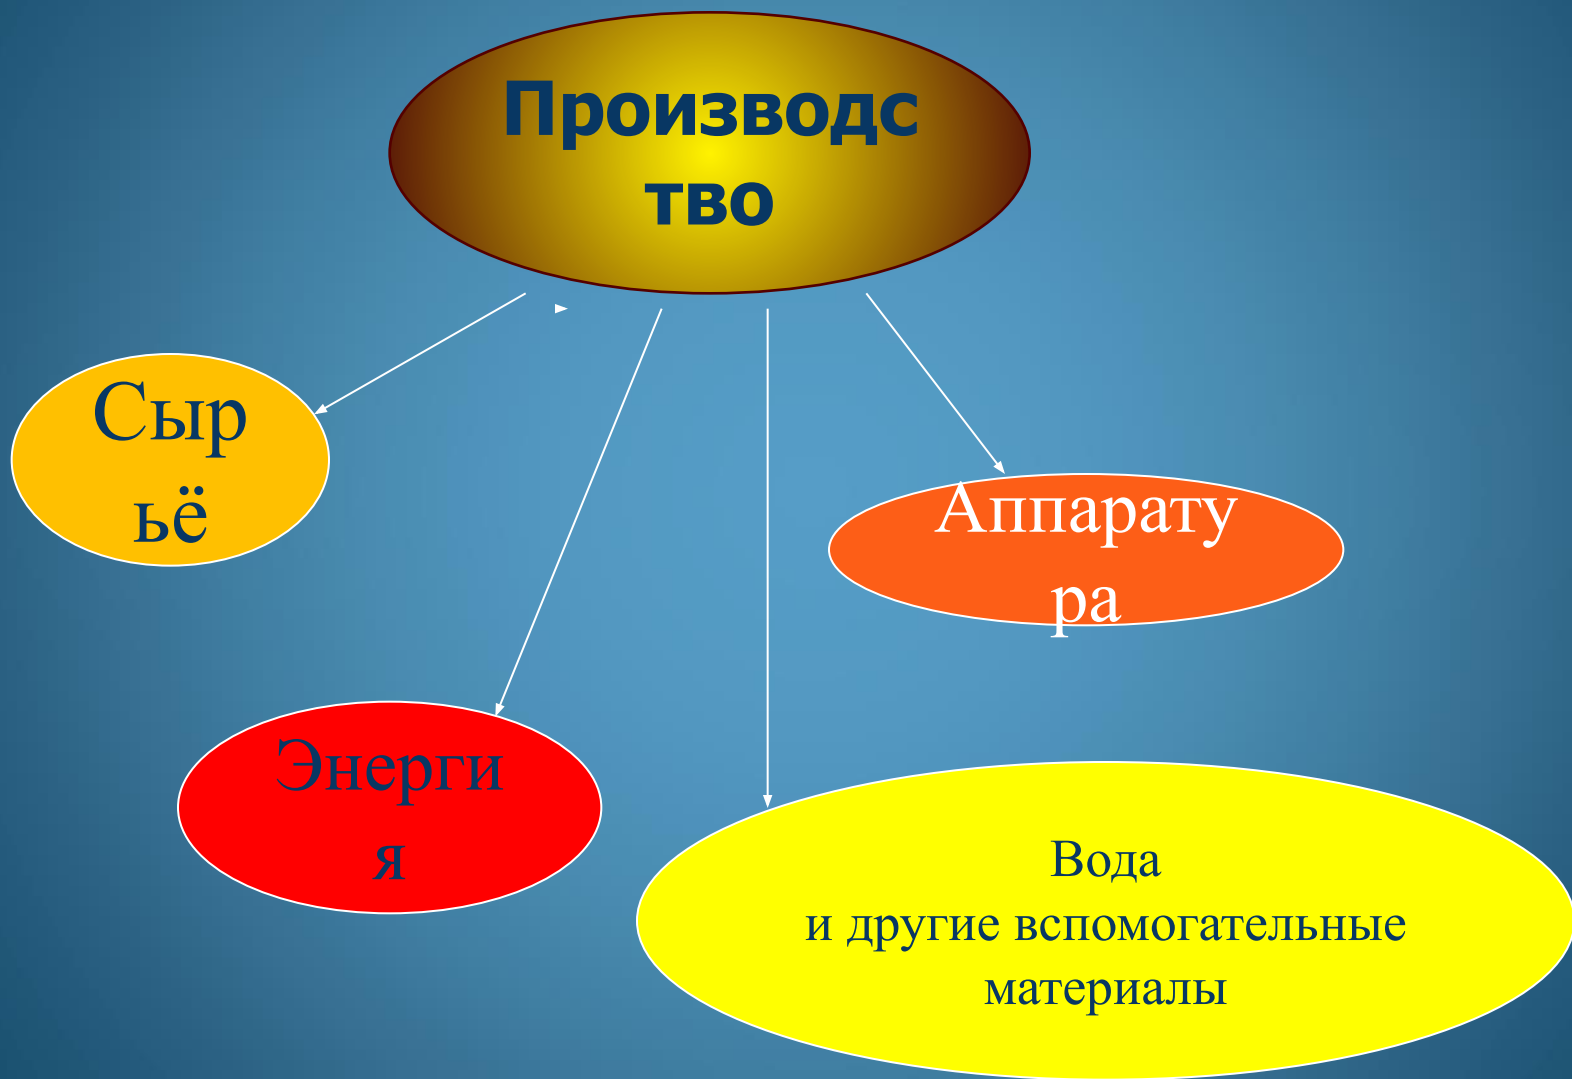 Производс
тво
Сыр
ьё
Аппарату
ра
Энерги
я
Вода
и другие вспомогательные
материалы